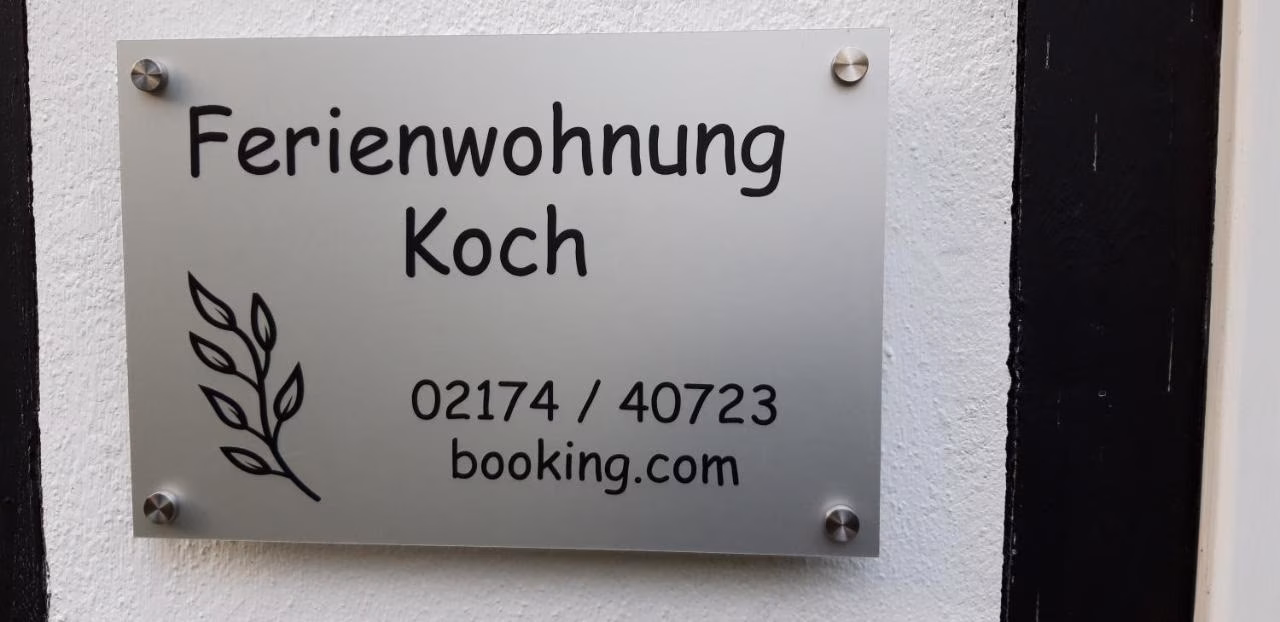 Ferienwohnung
Koch
02174 / 40723
booking.com